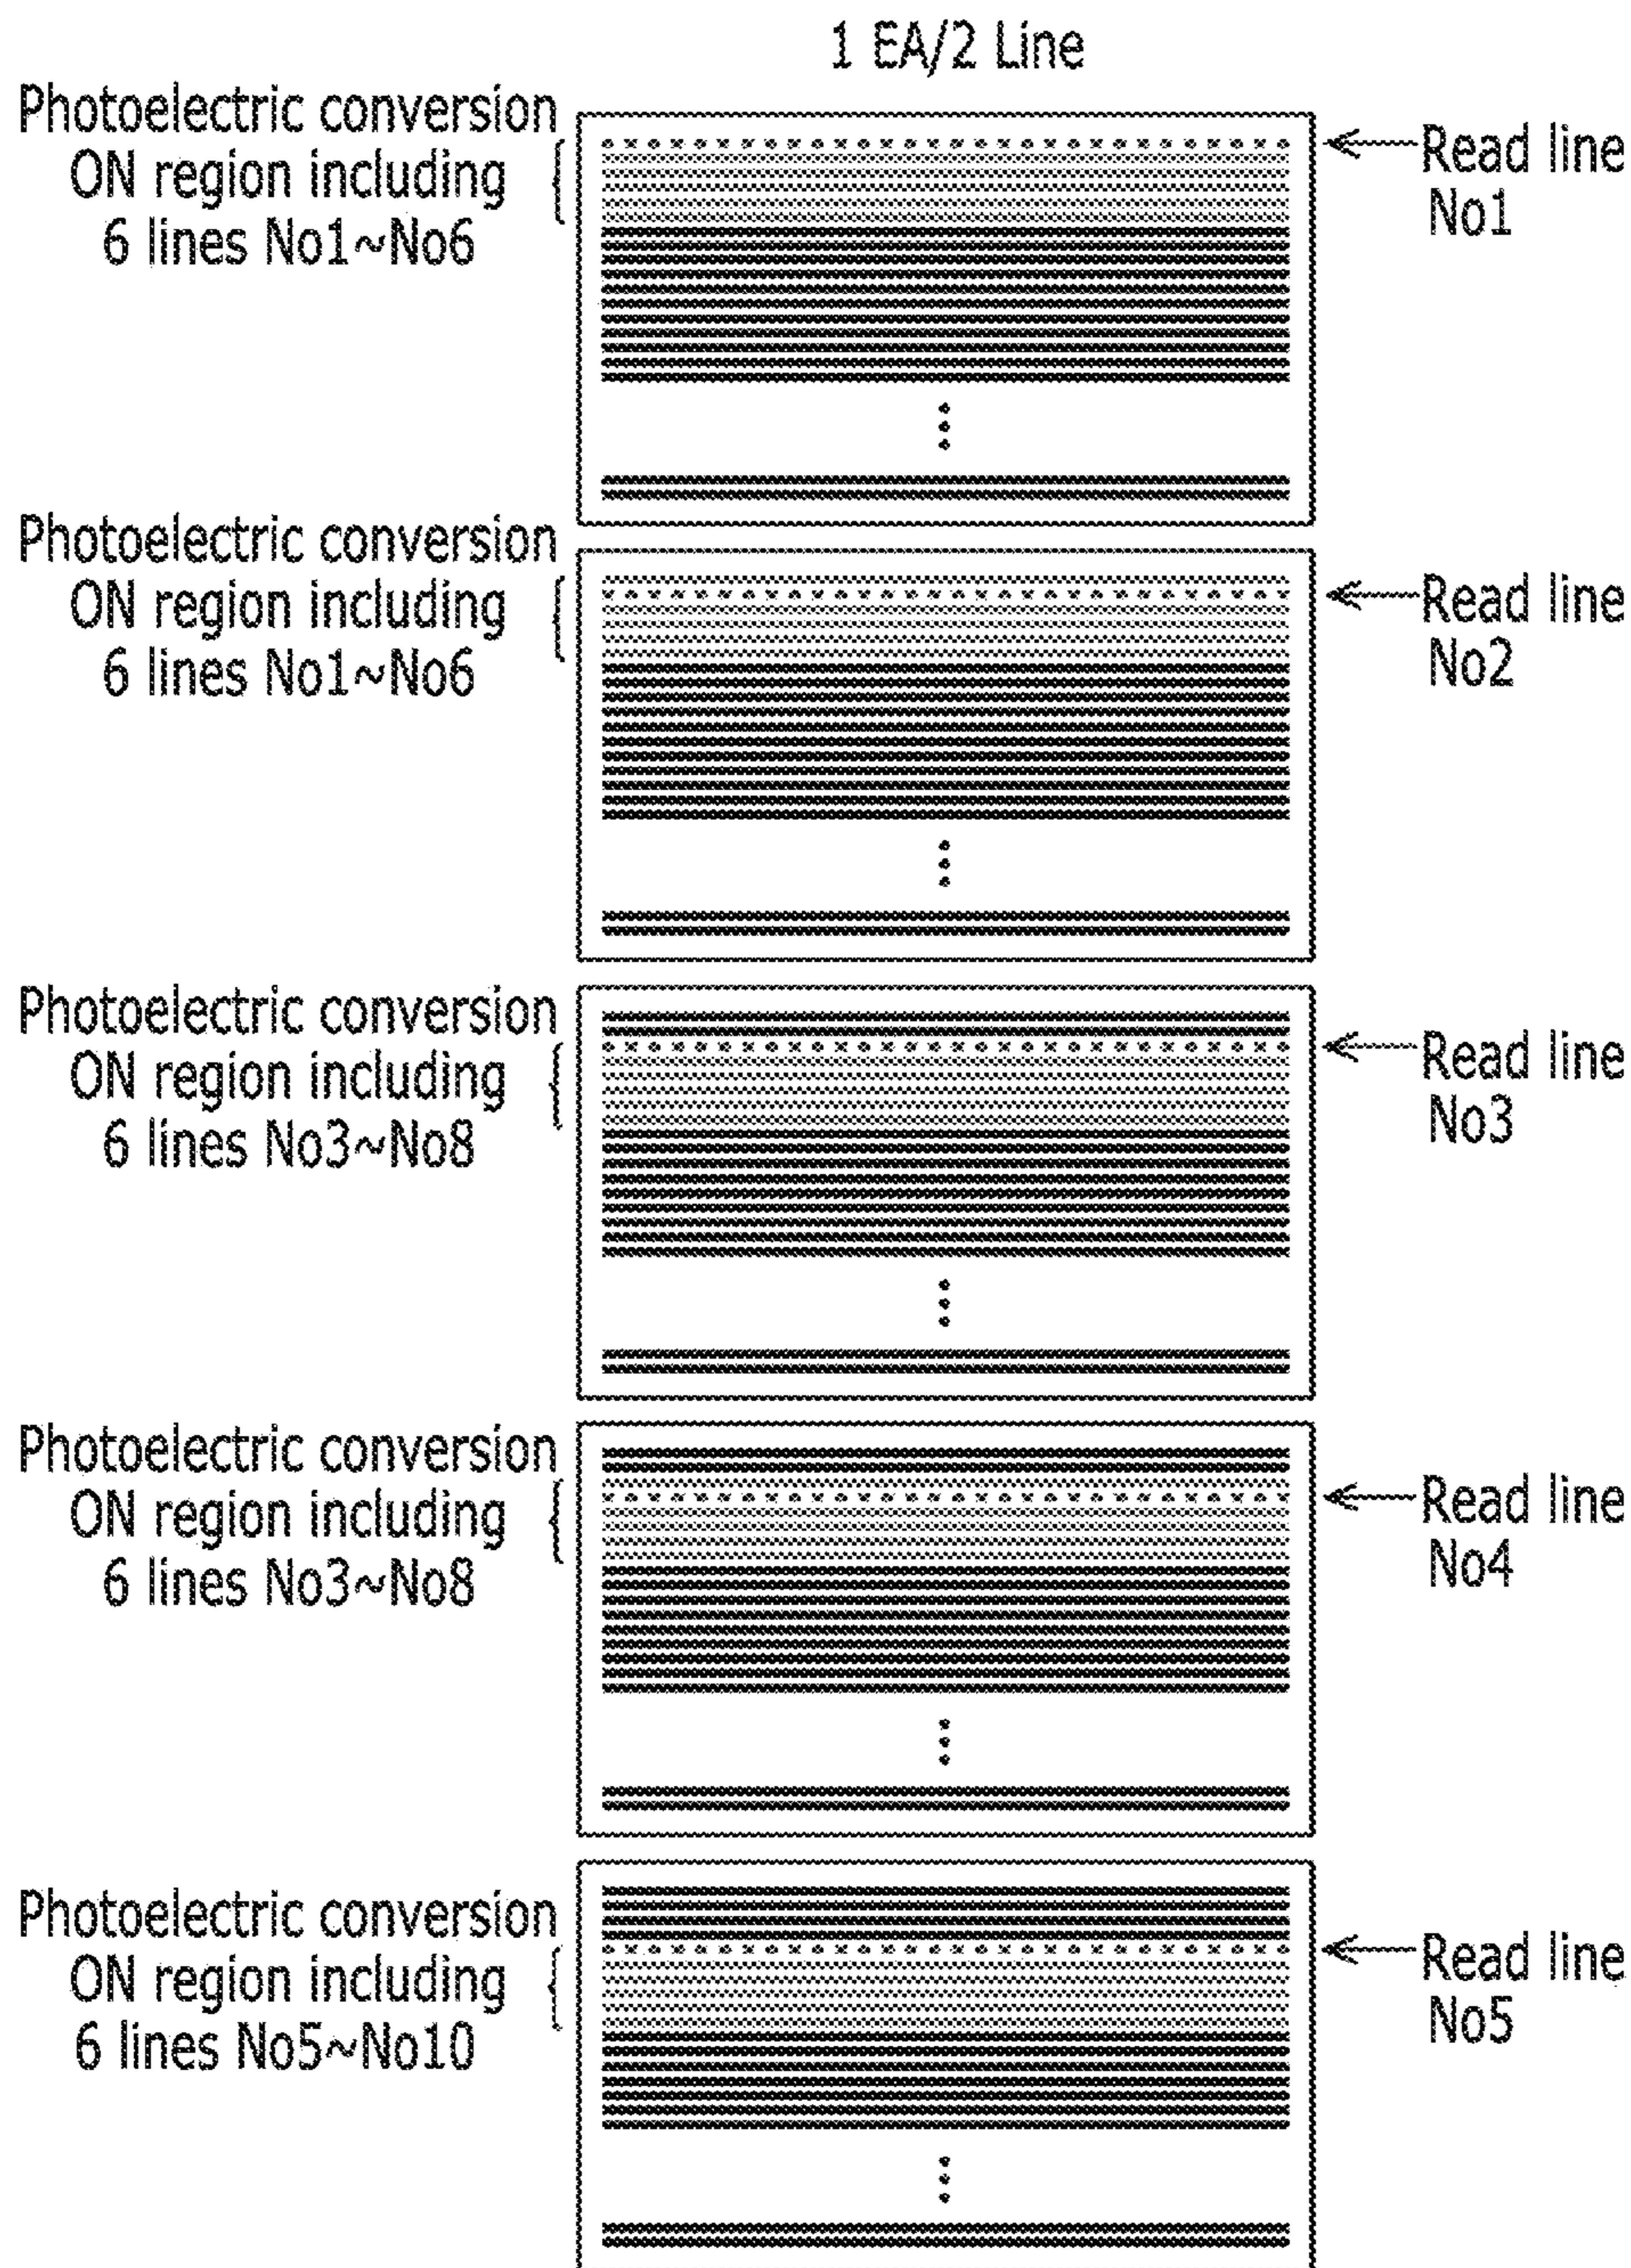 1 EA/2 Line
Photoelectric conversion
ON region including
6 lines No1~No6
Read line
No1
Photoelectric conversion
ON region including
6 lines No1~No6
Read line
No2
Photoelectric conversion
ON region including
6 lines No3~No8
Read line
No3
Photoelectric conversion
ON region including
6 lines No3~No8
Read line
No4
Photoelectric conversion
ON region including
6 lines No5~No10
Read line
No5